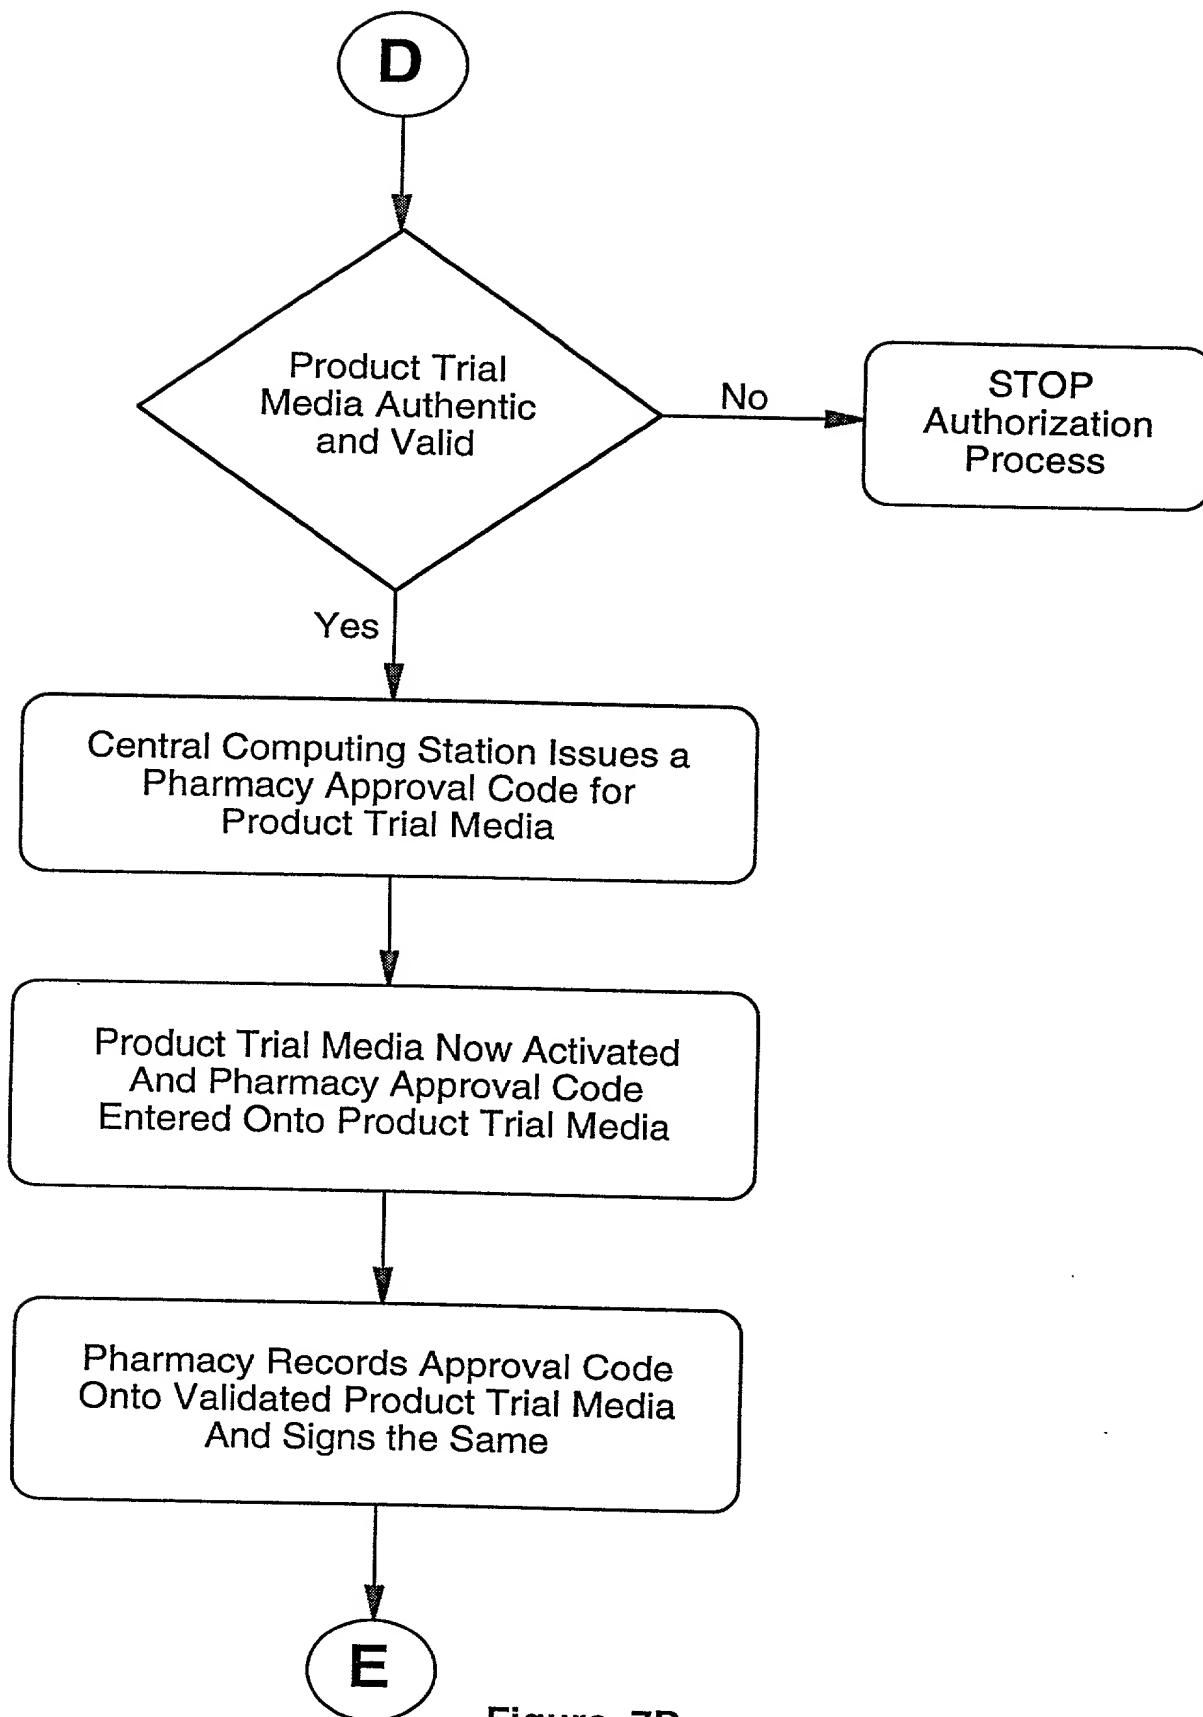 D
Product Trial
Media Authentic
and Valid
No
STOP
Authorization
Process
Yes
Central Computing Station Issues a
Pharmacy Approval Code for
Product Trial Media
Product Trial Media Now Activated
And Pharmacy Approval Code
Entered Onto Product Trial Media
Pharmacy Records Approval Code
Onto Validated Product Trial Media
And Signs the Same
E
Figure